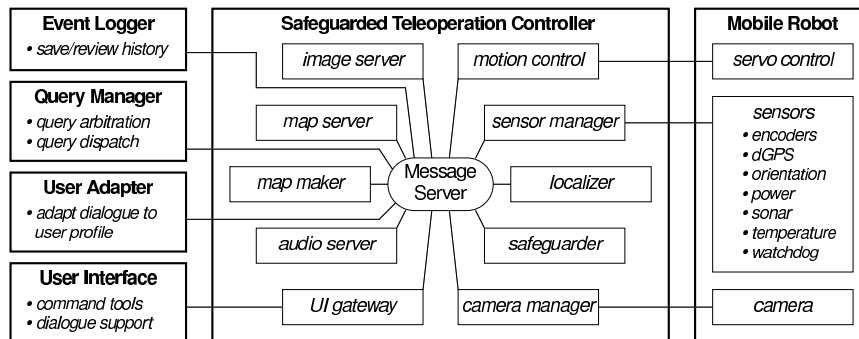 Event Logger
• save/review history
Query Manager
• query arbitration
• query dispatch
User Adapter
• adapt dialogue to
user profile
User Interface
• command tools
• dialogue support
Safeguarded Teleoperation Controller
image server
motion control
map server
sensor manager
map maker
Message
Server
localizer
audio server
safeguarder
UI gateway
camera manager
Mobile Robot
servo control
sensors
• encoders
• dGPS
• orientation
• power
• sonar
• temperature
• watchdog
camera